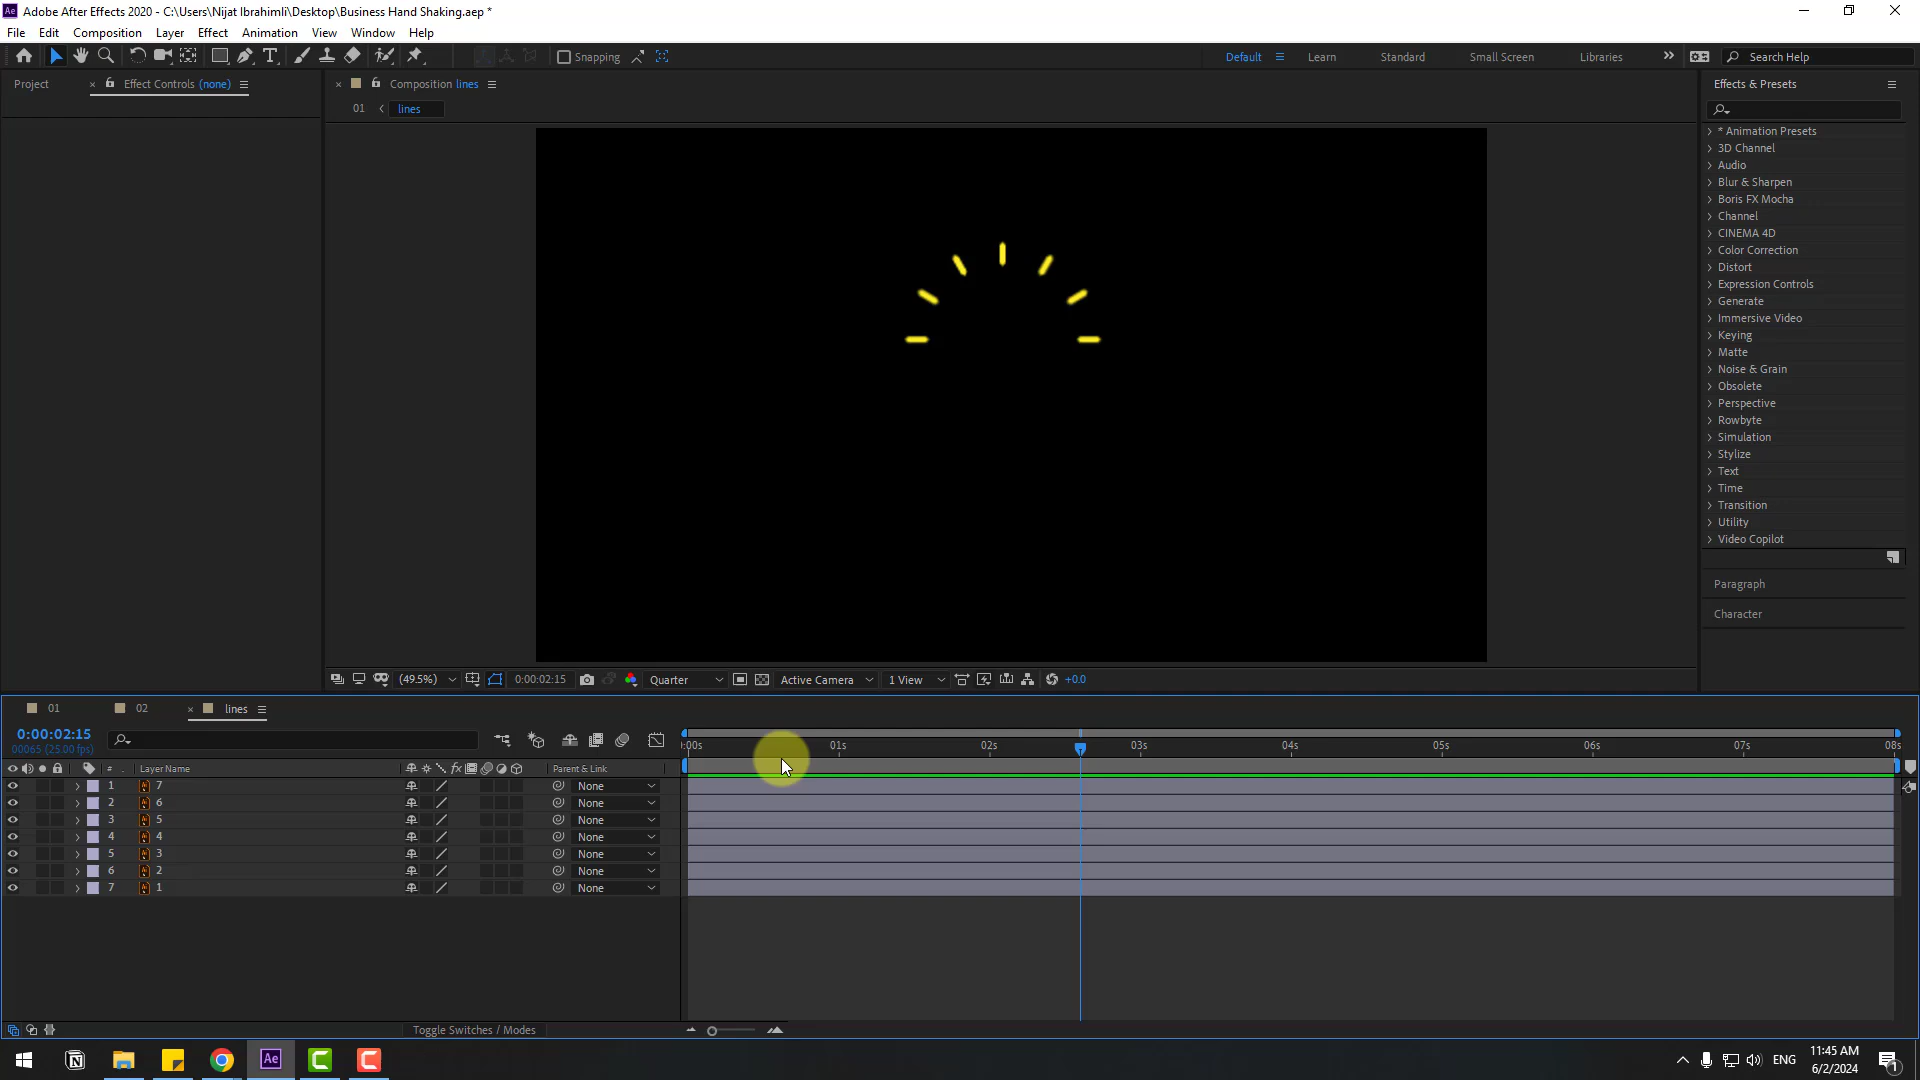 Adobe After Effects 2020 - C:\Users\Nijat Ibrahimli\Desktop\Business Hand Shaking.aep *
File Edit Composition Layer Effect Animation View Window Help
Snapping
Default Learn Standard Small Screen Libraries Search Help
Project Effect Controls (none) Composition lines Effects & Presets
01 lines
* Animation Presets
3D Channel
Audio
Blur & Sharpen
Boris FX Mocha
Channel
CINEMA 4D
Color Correction
Distort
Expression Controls
Generate
Immersive Video
Keying
Matte
Noise & Grain
Obsolete
Perspective
Rowbyte
Simulation
Stylize
Text
Time
Transition
Utility
Video Copilot
Paragraph
Character
(49.5%) 0:00:02:15 Quarter Active Camera 1 View +0.0
01 02 lines
0:00:02:15
00065 (25.00 fps)
:00s 01s 02s 03s 04s 05s 06s 07s 08s
# Layer Name Parent & Link
1 7 None
2 6 None
3 5 None
4 4 None
5 3 None
6 2 None
7 1 None
Toggle Switches / Modes
ENG 11:45 AM
6/2/2024
1